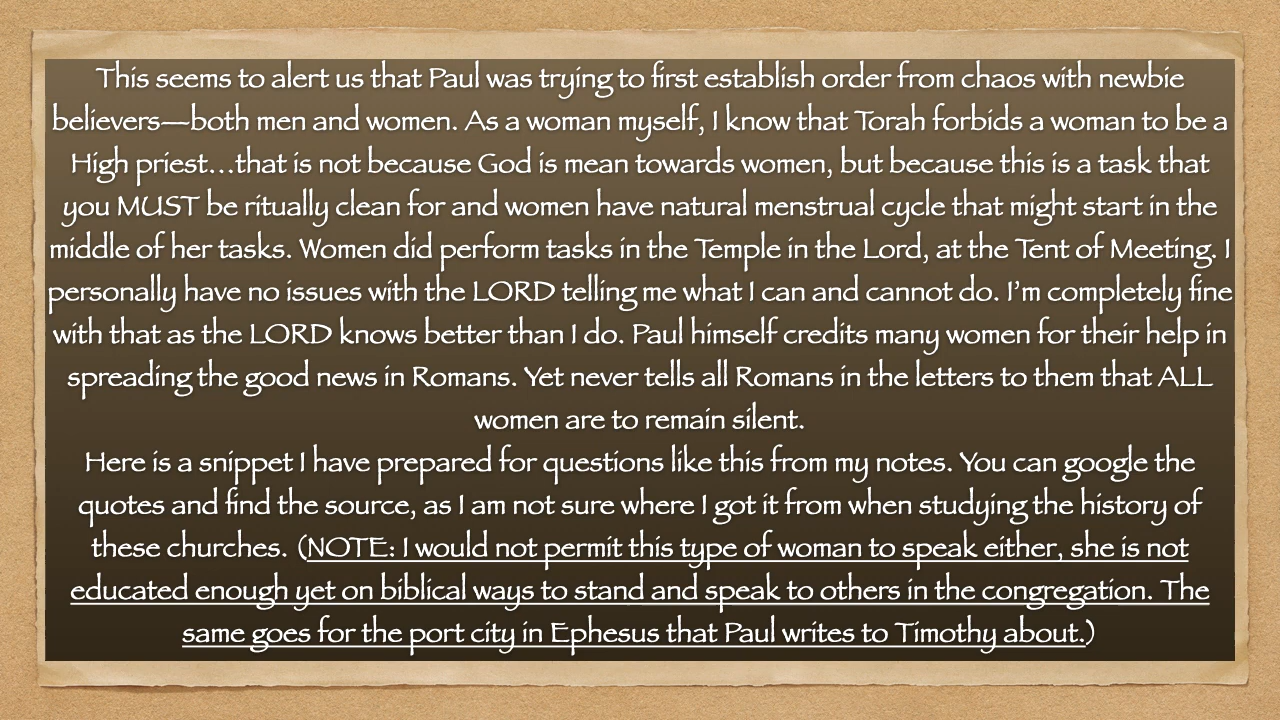 This seems to alert us that Paul was trying to first establish order from chaos with newbie
believers—both men and women. As a woman myself, I know that Torah forbids a woman to be a
High priest…that is not because God is mean towards women, but because this is a task that
you MUST be ritually clean for and women have natural menstrual cycle that might start in the
middle of her tasks. Women did perform tasks in the Temple in the Lord, at the Tent of Meeting. I
personally have no issues with the LORD telling me what I can and cannot do. I’m completely fine
with that as the LORD knows better than I do. Paul himself credits many women for their help in
spreading the good news in Romans. Yet never tells all Romans in the letters to them that ALL
women are to remain silent.
Here is a snippet I have prepared for questions like this from my notes. You can google the
quotes and find the source, as I am not sure where I got it from when studying the history of
these churches. (NOTE: I would not permit this type of woman to speak either, she is not
educated enough yet on biblical ways to stand and speak to others in the congregation. The
same goes for the port city in Ephesus that Paul writes to Timothy about.)